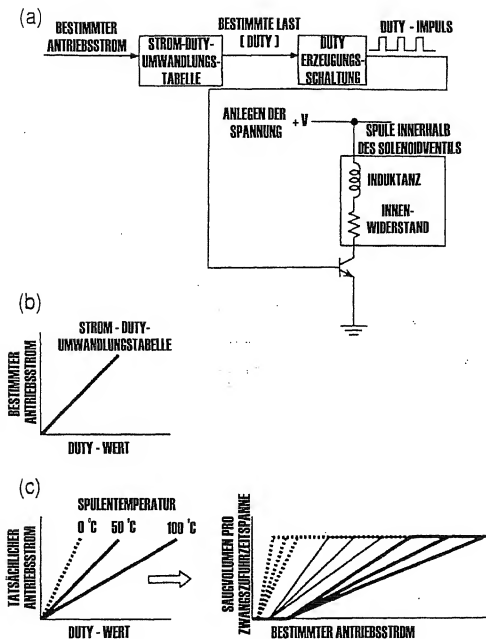 (a)
BESTIMMTER
ANTRIEBSSTROM
STROM-DUTY-
UMWANDLUNGS-
TABELLE
BESTIMMTE LAST
( DUTY )
DUTY
ERZEUGUNGS-
SCHALTUNG
DUTY - IMPULS
ANLEGEN DER
SPANNUNG
+ V
SPULE INNERHALB
DES SOLENOIDVENTILS
INDUKTANZ
INNEN-
WIDERSTAND
(b)
STROM - DUTY-
UMWANDLUNGSTABELLE
BESTIMMTER
ANTRIEBSSTROM
DUTY - WERT
(c)
SPULENTEMPERATUR
0 °C 50 °C 100 °C
TATSÄCHLICHER
ANTRIEBSSTROM
DUTY - WERT
SAUGVOLUMEN PRO
ZWANGSZUFUHRZEITSPANNE
BESTIMMTER ANTRIEBSSTROM